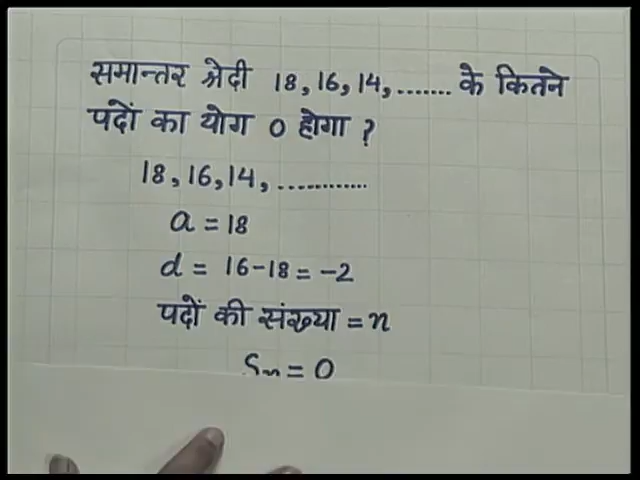 समान्तर श्रेढी 18, 16, 14, ....... के कितने
पदों का योग 0 होगा ?
18, 16, 14, ............
a = 18
d = 16-18 = -2
पदों की संख्या = n
Sn = 0